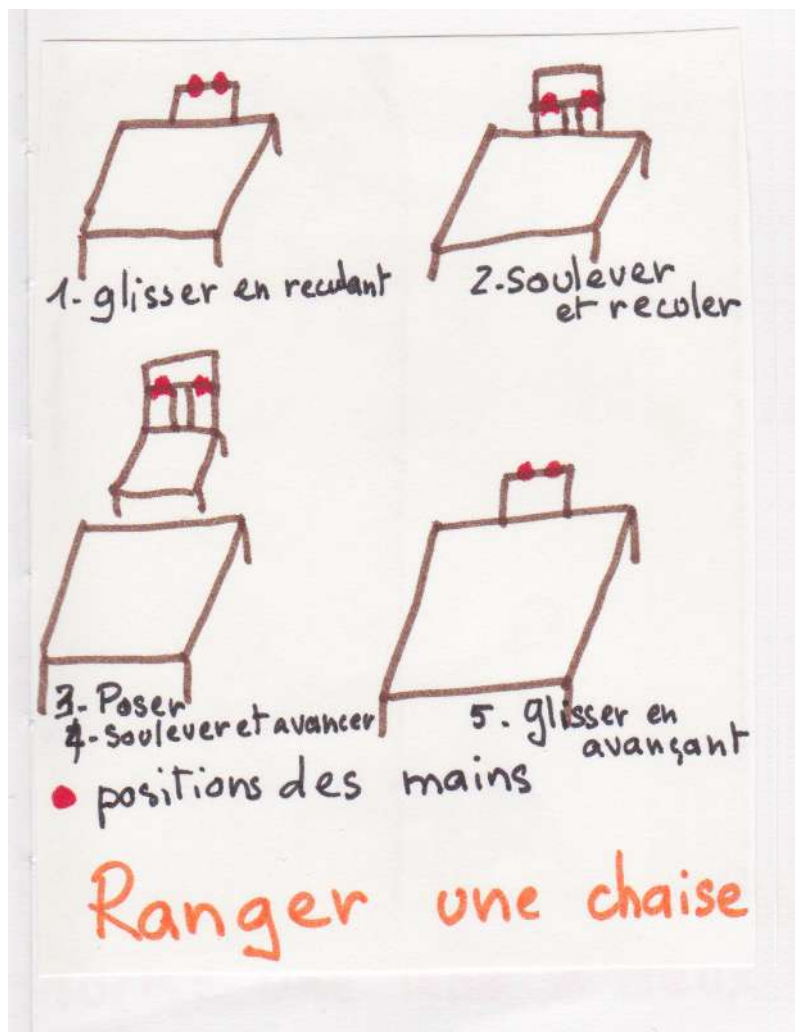 1- glisser en reculant
2-Soulever
et reculer
3- Poser
4-Soulever et avancer
5. glisser en
avançant
positions des mains
Ranger une chaise